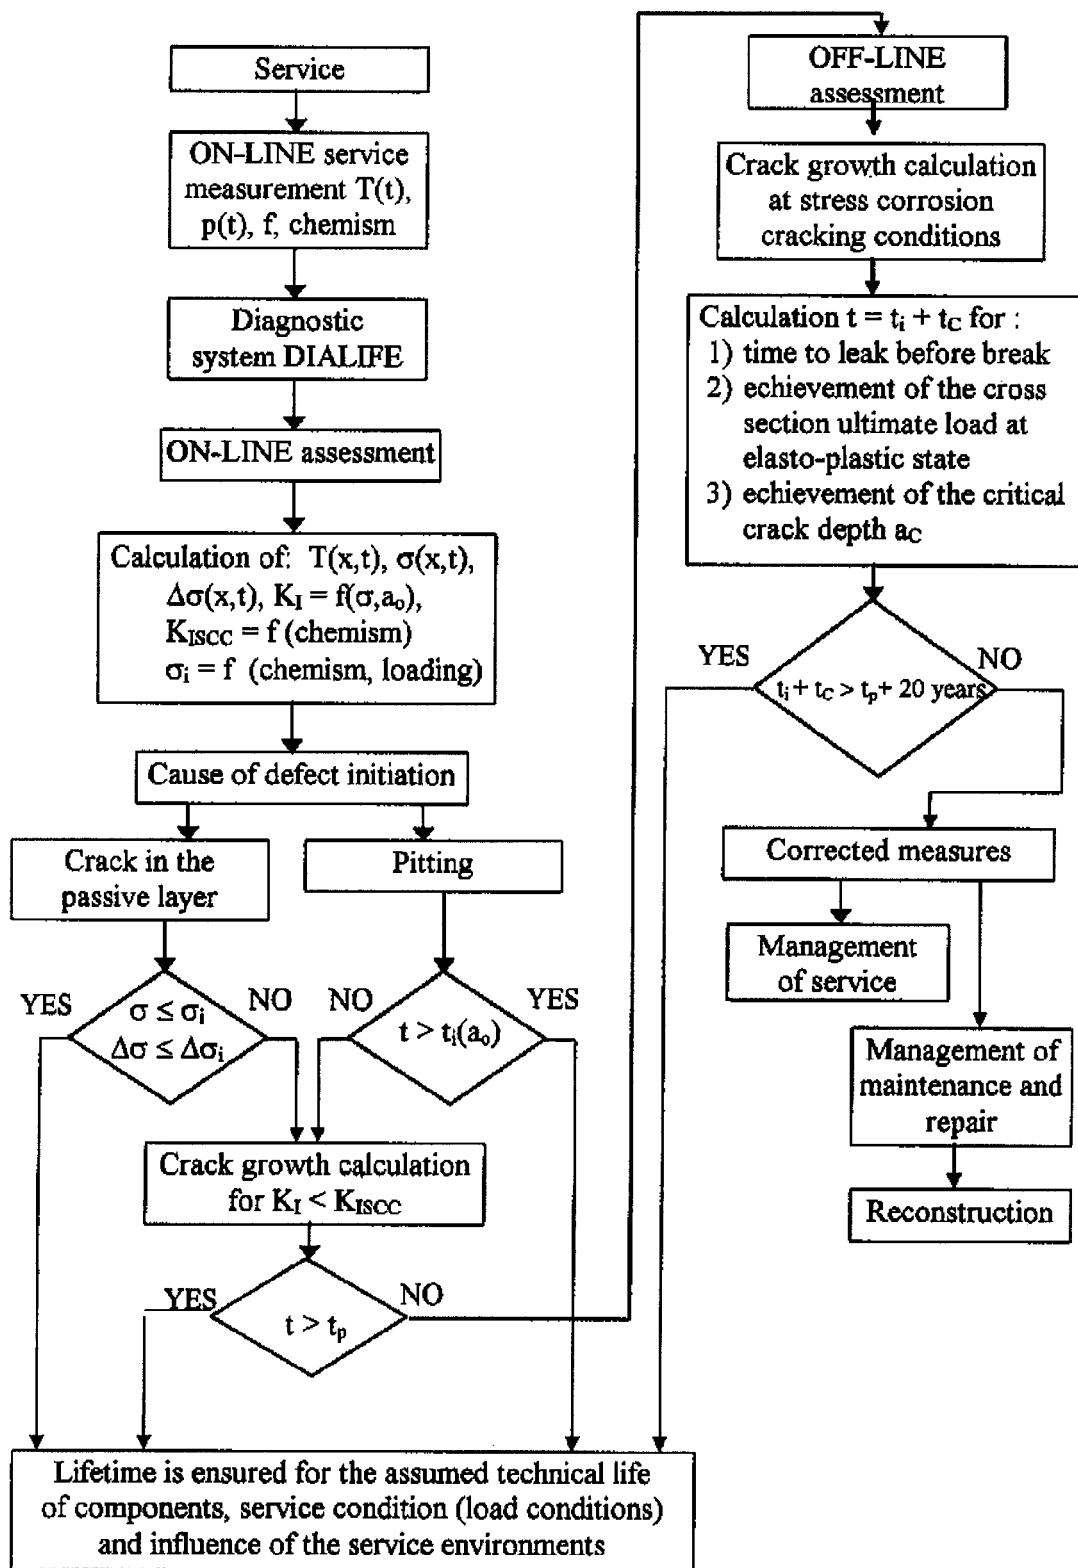 Service
ON-LINE service
measurement T(t),
p(t), f, chemism
Diagnostic
system DIALIFE
ON-LINE assessment
Calculation of: T(x,t), σ(x,t),
Δσ(x,t), K_I = f(σ,a_o),
K_ISCC = f (chemism)
σ_i = f (chemism, loading)
Cause of defect initiation
Crack in the
passive layer
Pitting
YES
σ ≤ σ_i
Δσ ≤ Δσ_i
NO
NO
t > t_i(a_o)
YES
Crack growth calculation
for K_I < K_ISCC
YES
t > t_p
NO
OFF-LINE
assessment
Crack growth calculation
at stress corrosion
cracking conditions
Calculation t = t_i + t_C for :
1) time to leak before break
2) echievement of the cross
section ultimate load at
elasto-plastic state
3) echievement of the critical
crack depth a_C
YES
t_i + t_C > t_p + 20 years
NO
Corrected measures
Management
of service
Management of
maintenance and
repair
Reconstruction
Lifetime is ensured for the assumed technical life
of components, service condition (load conditions)
and influence of the service environments